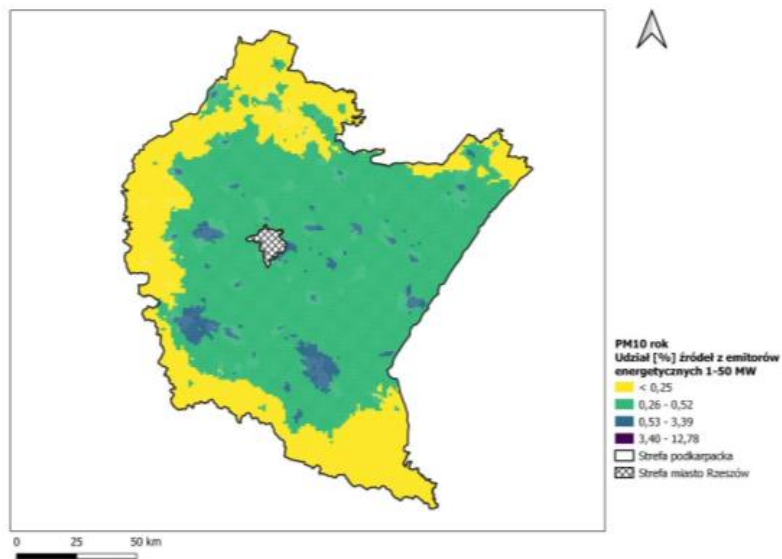 PM10 rok
Udział [%] źródeł z emitorów
energetycznych 1-50 MW
< 0,25
0,26 - 0,52
0,53 - 3,39
3,40 - 12,78
Strefa podkarpacka
Strefa miasto Rzeszów
0 25 50 km